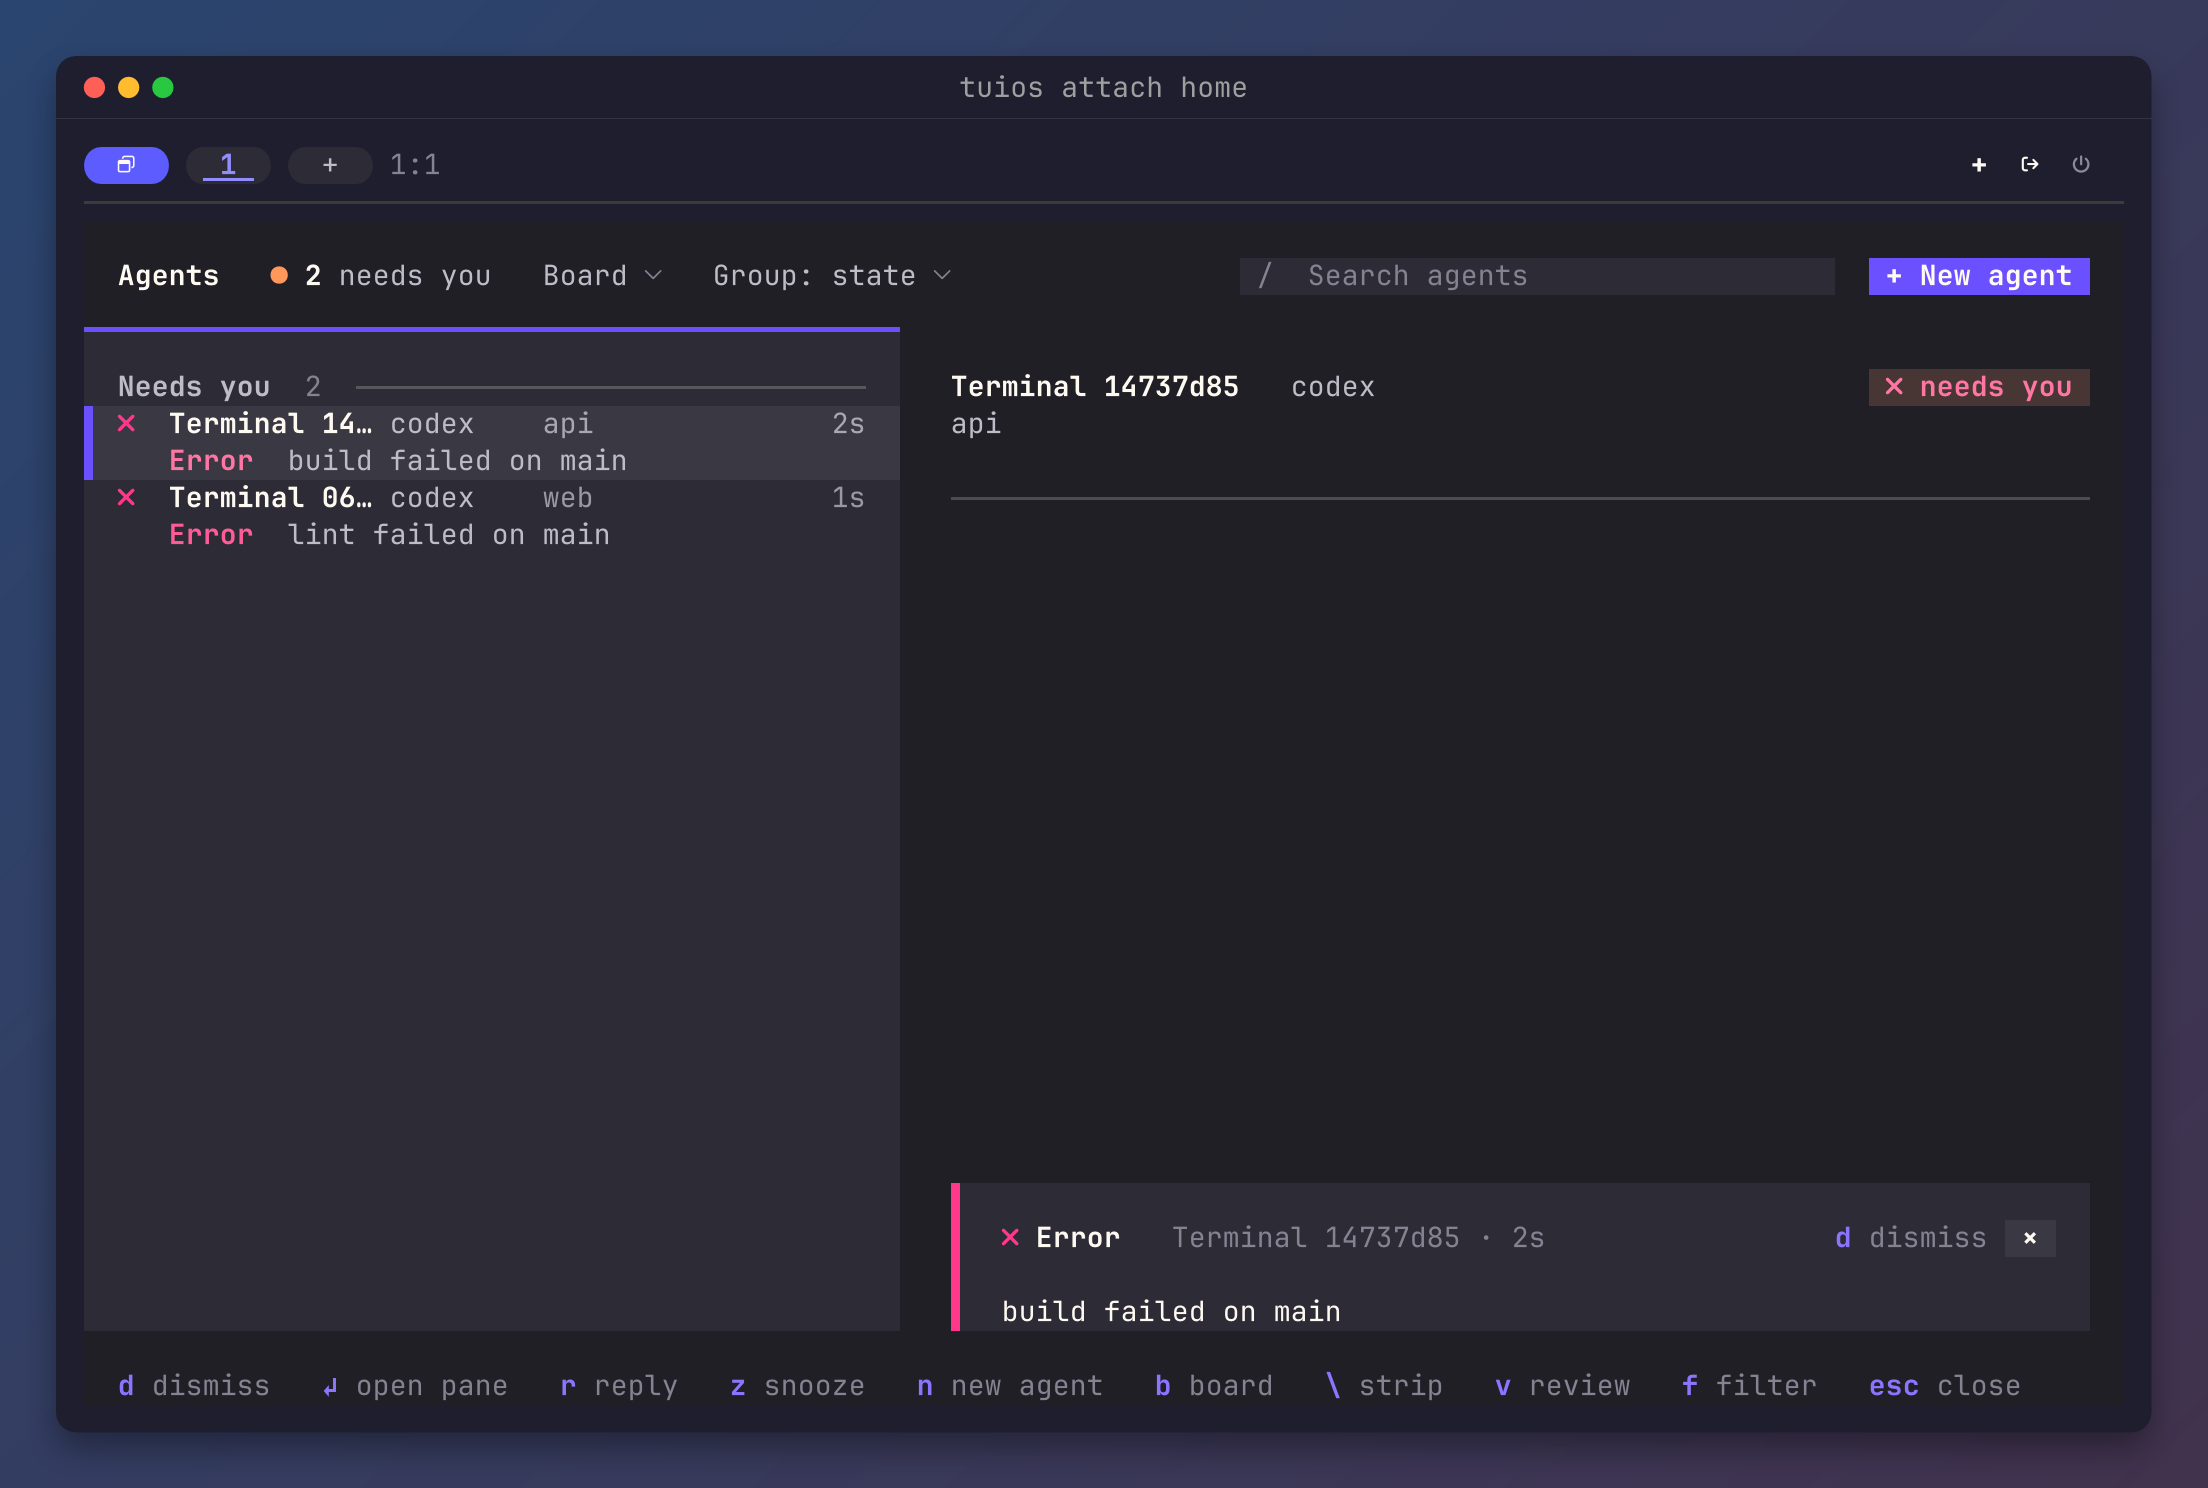 tuios attach home
1 + 1:1 +
Agents 2 needs you Board Group: state / Search agents + New agent
Needs you 2
× Terminal 14… codex api 2s
Error build failed on main
× Terminal 06… codex web 1s
Error lint failed on main
Terminal 14737d85 codex × needs you
api
× Error Terminal 14737d85 · 2s d dismiss ×
build failed on main
d dismiss ↲ open pane r reply z snooze n new agent b board \ strip v review f filter esc close